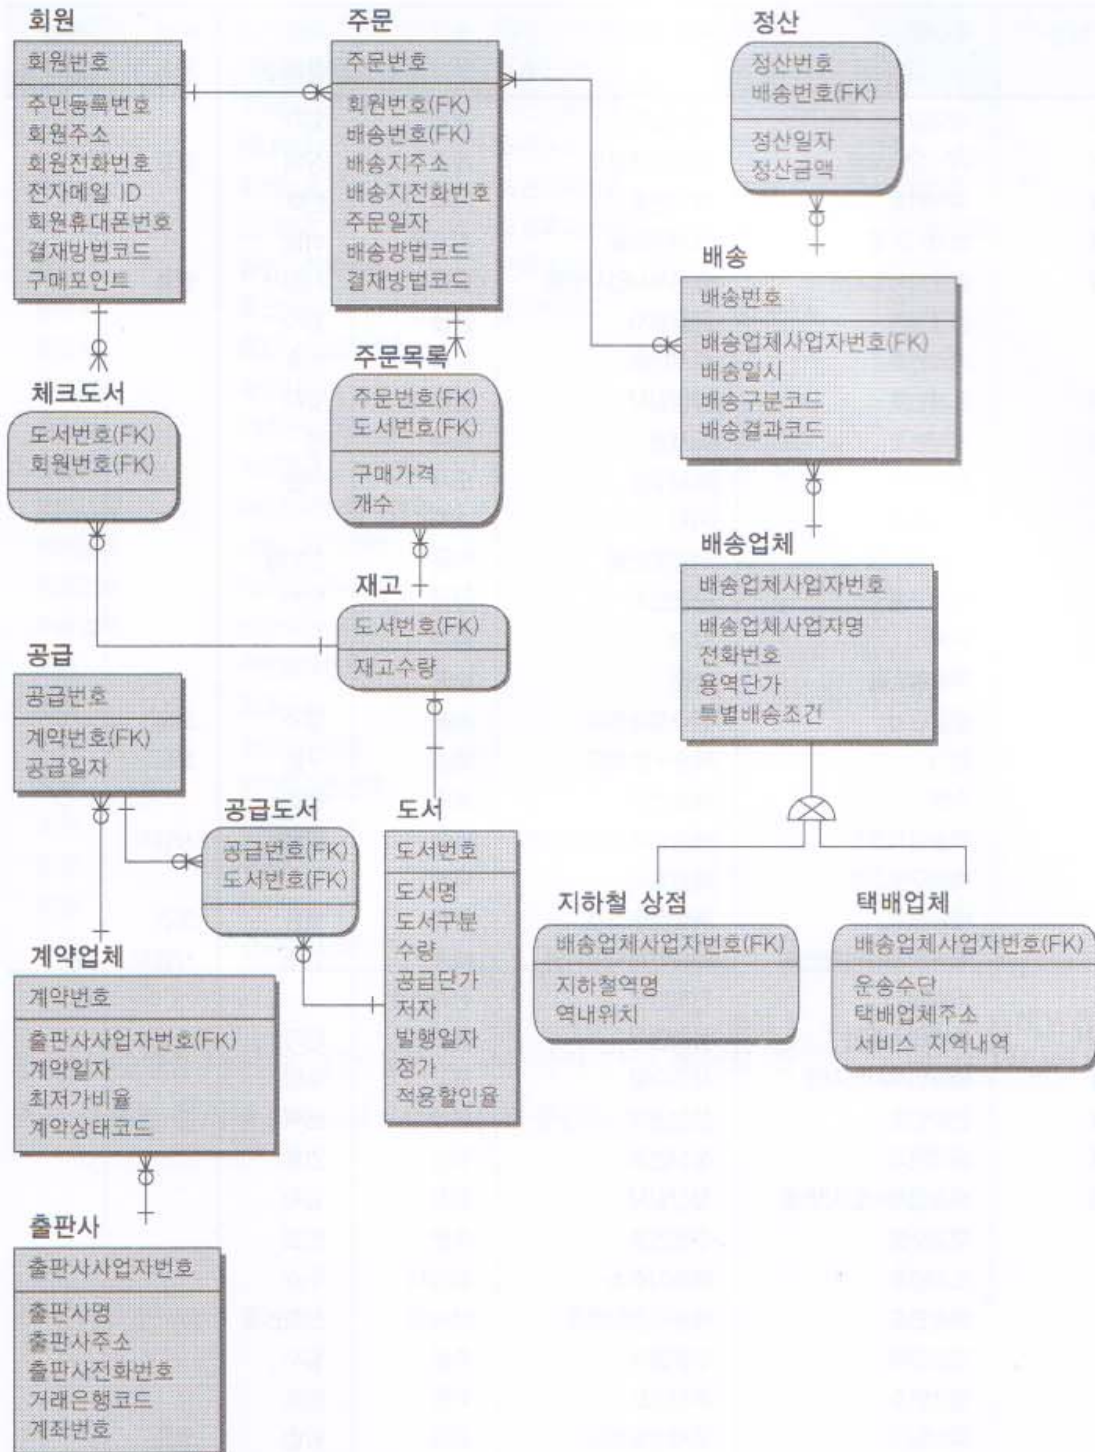 회원
회원번호
주민등록번호
회원주소
회원전화번호
전자메일 ID
회원휴대폰번호
결재방법코드
구매포인트
주문
주문번호
회원번호(FK)
배송번호(FK)
배송지주소
배송지전화번호
주문일자
배송방법코드
결재방법코드
정산
정산번호
배송번호(FK)
정산일자
정산금액
배송
배송번호
배송업체사업자번호(FK)
배송일시
배송구분코드
배송결과코드
체크도서
도서번호(FK)
회원번호(FK)
주문목록
주문번호(FK)
도서번호(FK)
구매가격
개수
재고
도서번호(FK)
재고수량
배송업체
배송업체사업자번호
배송업체사업자명
전화번호
용역단가
특별배송조건
공급
공급번호
계약번호(FK)
공급일자
공급도서
공급번호(FK)
도서번호(FK)
도서
도서번호
도서명
도서구분
수량
공급단가
저자
발행일자
정가
적용할인율
지하철 상점
배송업체사업자번호(FK)
지하철역명
역내위치
택배업체
배송업체사업자번호(FK)
운송수단
택배업체주소
서비스 지역내역
계약업체
계약번호
출판사사업자번호(FK)
계약일자
최저가비율
계약상태코드
출판사
출판사사업자번호
출판사명
출판사주소
출판사전화번호
거래은행코드
계좌번호